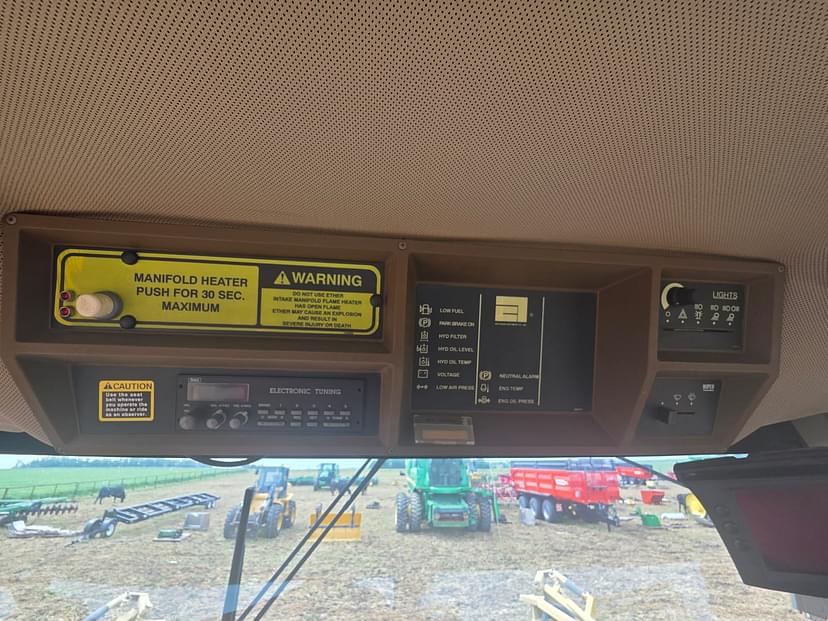 MANIFOLD HEATER
PUSH FOR 30 SEC.
MAXIMUM
WARNING
DO NOT USE ETHER
INTAKE MANIFOLD FLAME HEATER
HAS OPEN FLAME
ETHER MAY CAUSE AN EXPLOSION
AND RESULT IN
SEVERE INJURY OR DEATH
CAUTION
Use the seat
belt whenever
you operate the
machine or ride
as an observer.
ELECTRONIC TUNING
LOW FUEL
PARK BRAKE ON
HYD FILTER
HYD OIL LEVEL
HYD OIL TEMP
VOLTAGE
LOW AIR PRESS
NEUTRAL ALARM
ENG TEMP
ENG OIL PRESS
LIGHTS
WIPER